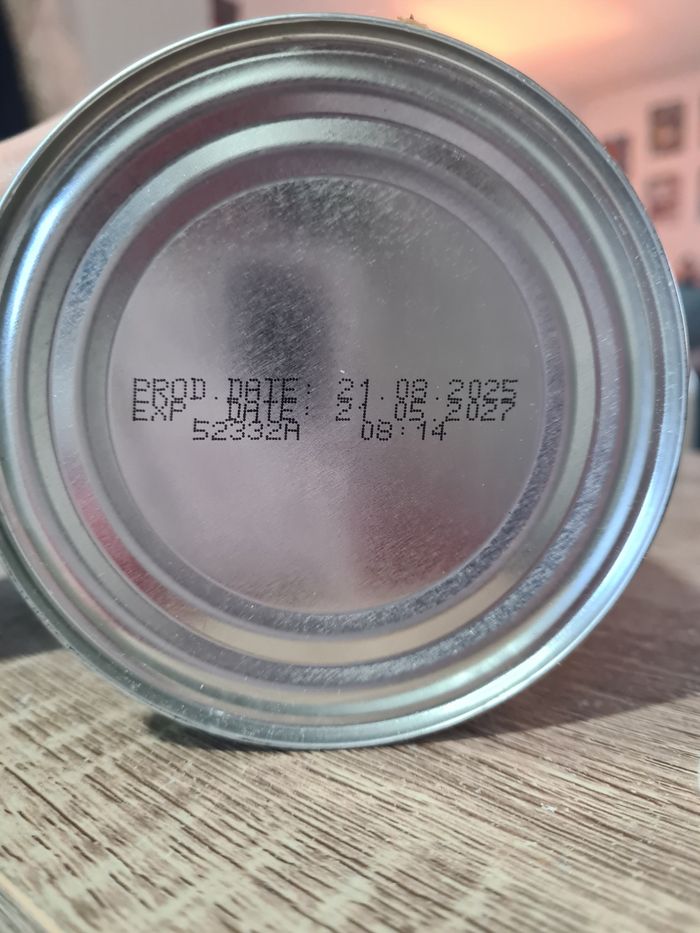 PROD.DATE: 21.08.2025
EXP  DATE: 21.05.2027
52332A 08:14